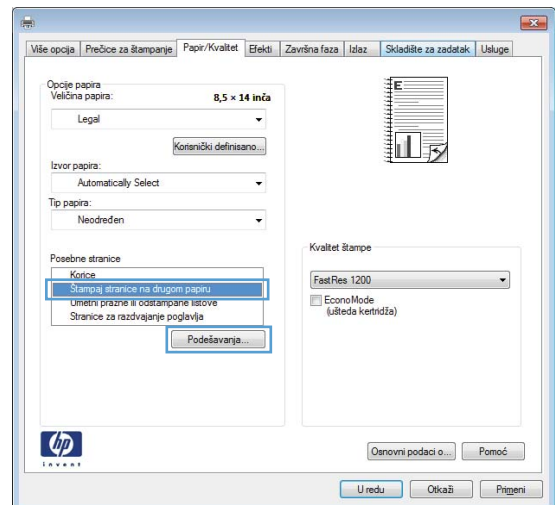 Više opcija Prečice za štampanje Papir/Kvalitet Efekti Završna faza Izlaz Skladište za zadatak Usluge
Opcije papira
Veličina papira: 8,5 × 14 inča
Legal
Korisnički definisano...
Izvor papira:
Automatically Select
Tip papira:
Neodređen
Posebne stranice
Korice
Štampaj stranice na drugom papiru
Umetni prazne ili odštampane listove
Stranice za razdvajanje poglavlja
Podešavanja...
E
Kvalitet štampe
FastRes 1200
EconoMode
(ušteda kertridža)
hp
invent
Osnovni podaci o... Pomoć
U redu Otkaži Primeni